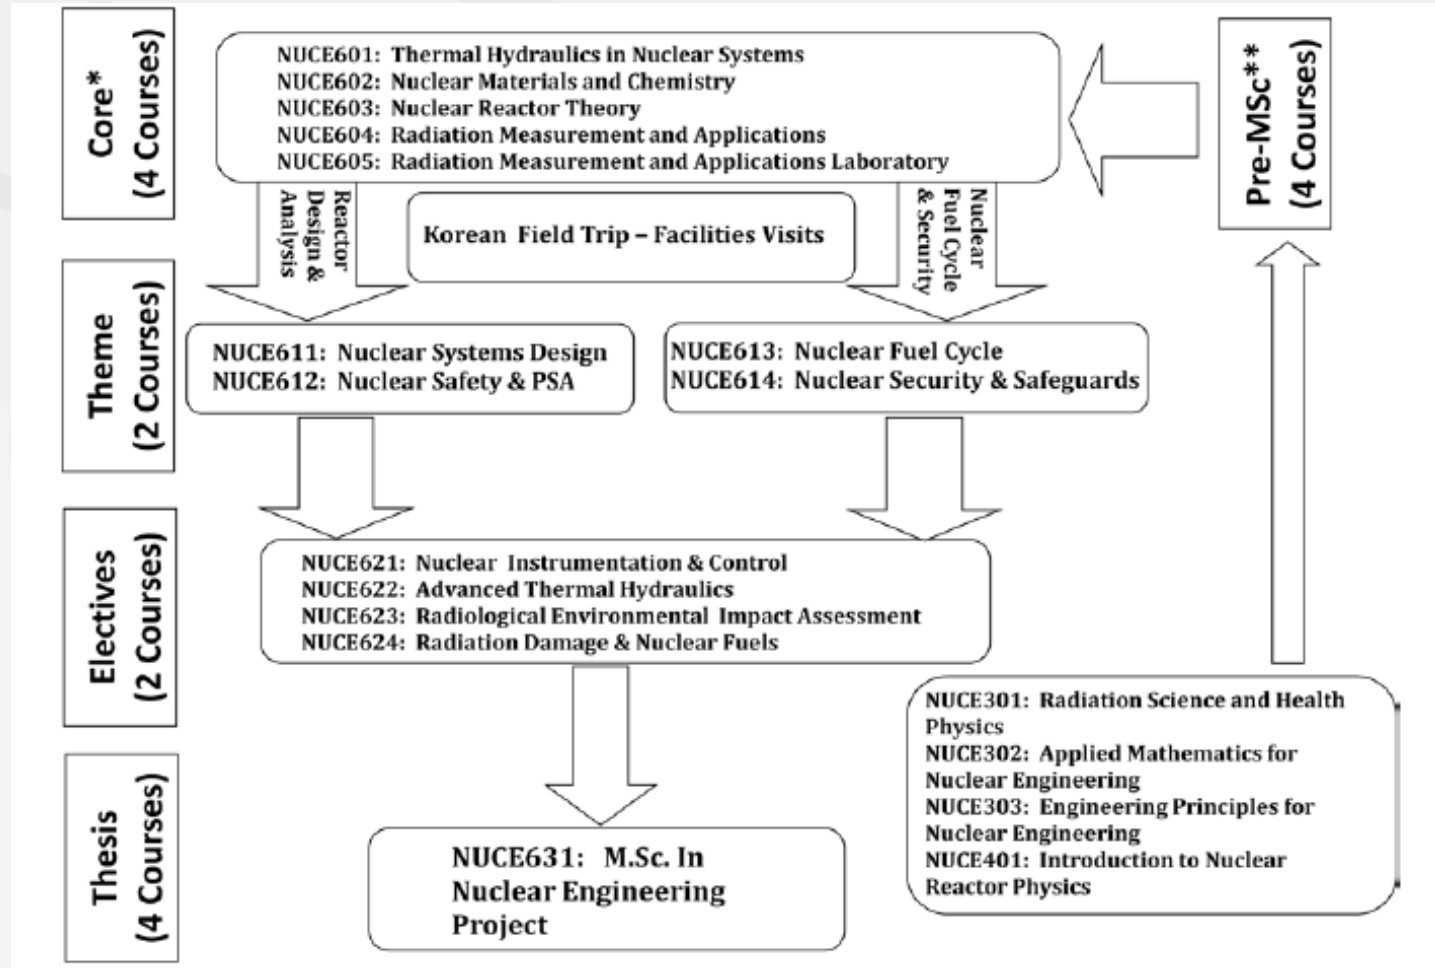 Core*
(4 Courses)
NUCE601: Thermal Hydraulics in Nuclear Systems
NUCE602: Nuclear Materials and Chemistry
NUCE603: Nuclear Reactor Theory
NUCE604: Radiation Measurement and Applications
NUCE605: Radiation Measurement and Applications Laboratory
Pre-MSc**
(4 Courses)
Reactor
Design &
Analysis
Korean Field Trip – Facilities Visits
Nuclear
Fuel Cycle
& Security
Theme
(2 Courses)
NUCE611: Nuclear Systems Design
NUCE612: Nuclear Safety & PSA
NUCE613: Nuclear Fuel Cycle
NUCE614: Nuclear Security & Safeguards
Electives
(2 Courses)
NUCE621: Nuclear Instrumentation & Control
NUCE622: Advanced Thermal Hydraulics
NUCE623: Radiological Environmental Impact Assessment
NUCE624: Radiation Damage & Nuclear Fuels
NUCE301: Radiation Science and Health
Physics
NUCE302: Applied Mathematics for
Nuclear Engineering
NUCE303: Engineering Principles for
Nuclear Engineering
NUCE401: Introduction to Nuclear
Reactor Physics
Thesis
(4 Courses)
NUCE631: M.Sc. In
Nuclear Engineering
Project